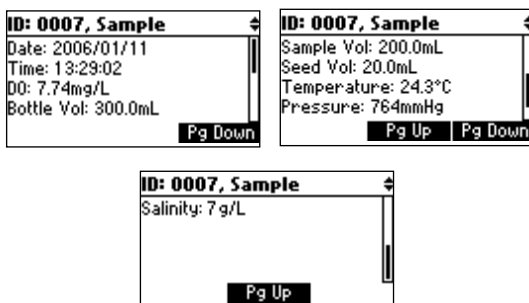 ID: 0007, Sample
Date: 2006/01/11
Time: 13:29:02
DO: 7.74mg/L
Bottle Vol: 300.0mL
Pg Down
ID: 0007, Sample
Sample Vol: 200.0mL
Seed Vol: 20.0mL
Temperature: 24.3°C
Pressure: 764mmHg
Pg Up Pg Down
ID: 0007, Sample
Salinity: 7 g/L
Pg Up